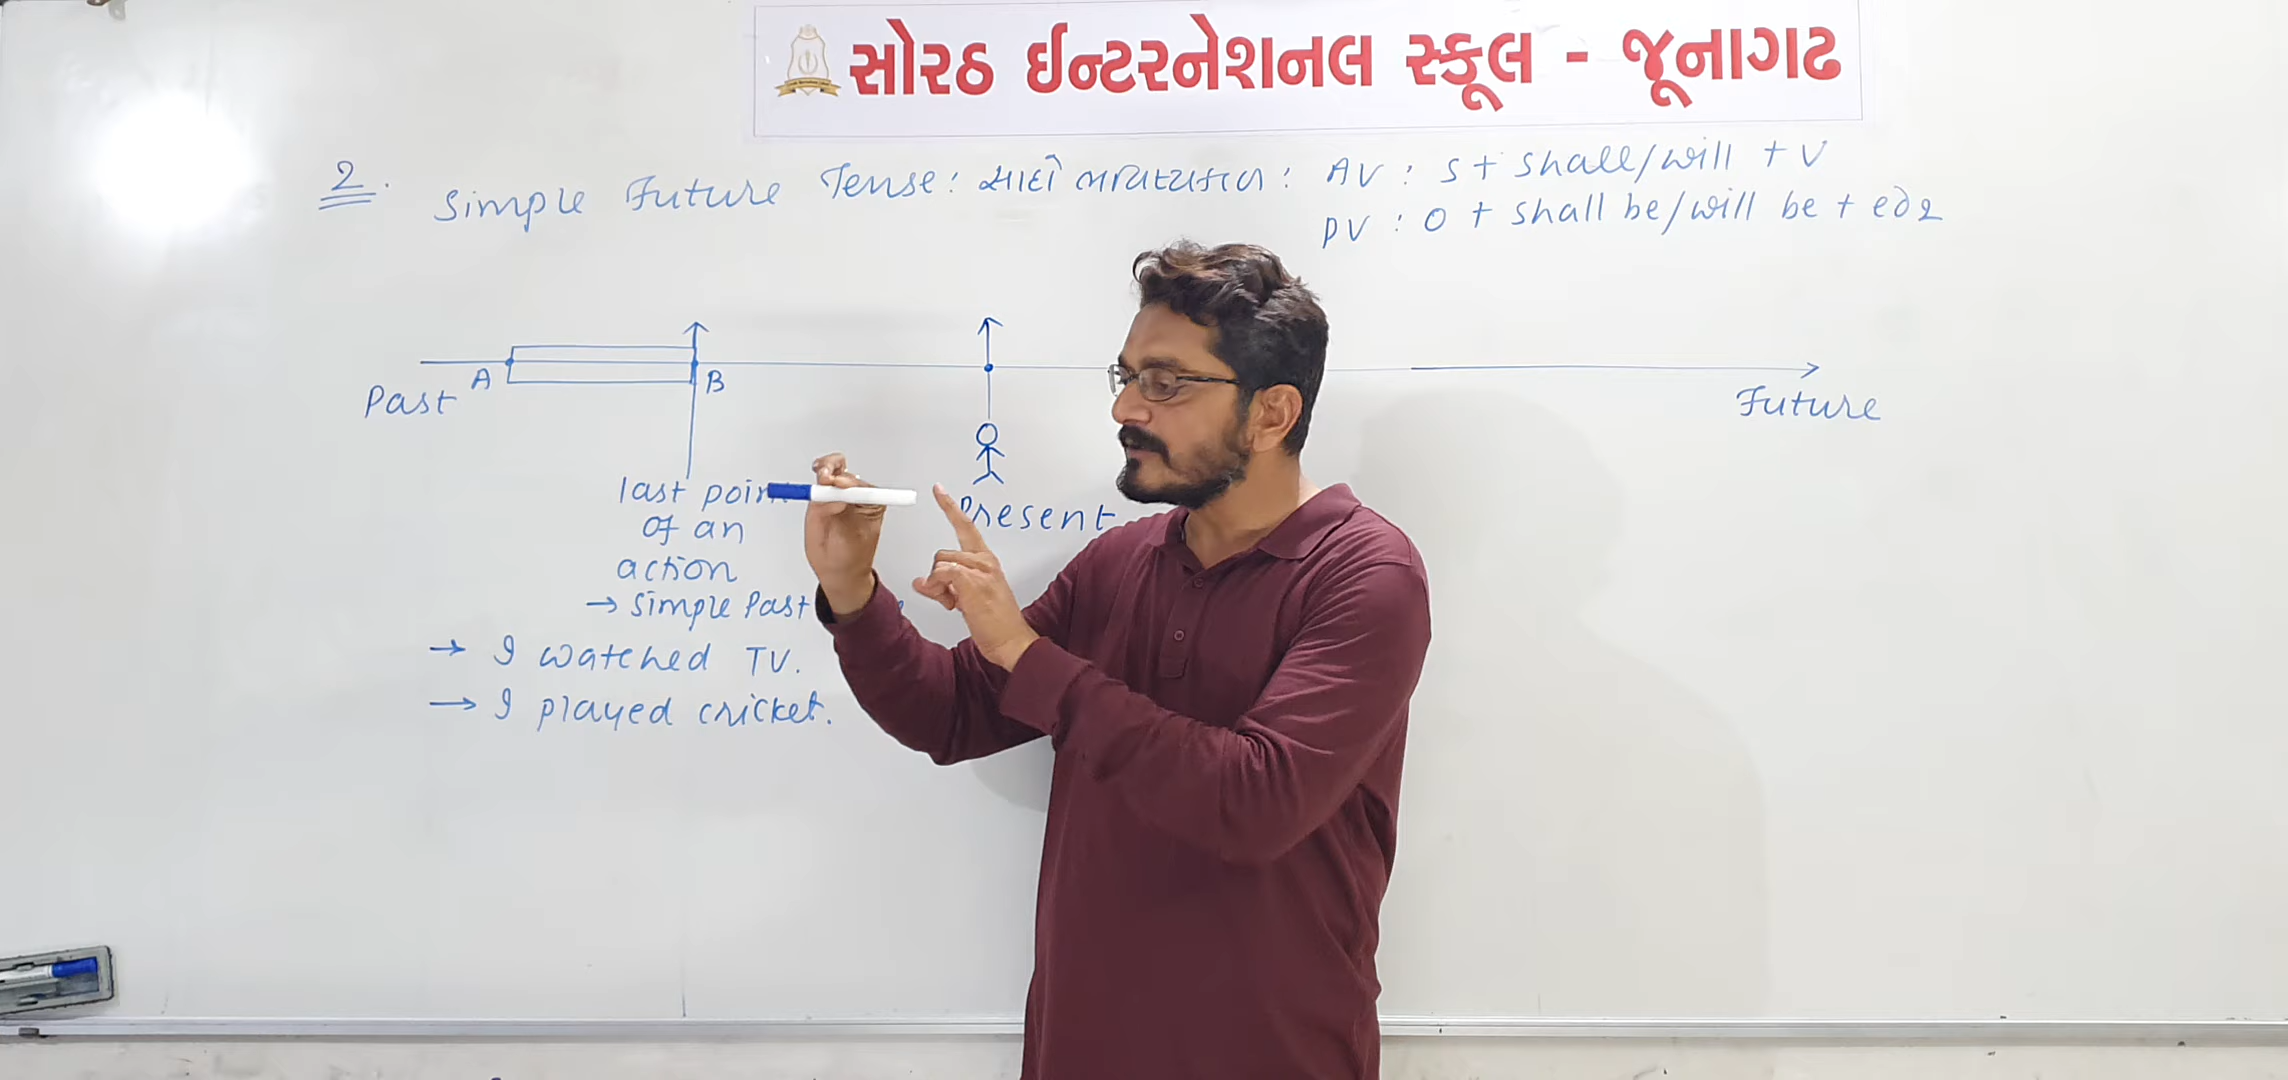 સોરઠ ઈન્ટરનેશનલ સ્કૂલ - જૂનાગઢ
2. Simple Future Tense: સાદો ભવિષ્યકાળ: AV: S + shall/will + V
PV: O + shall be/will be + ed2
A
B
Past
Future
last point
of an
action
Present
→ Simple Past
→ I watched TV.
→ I played cricket.